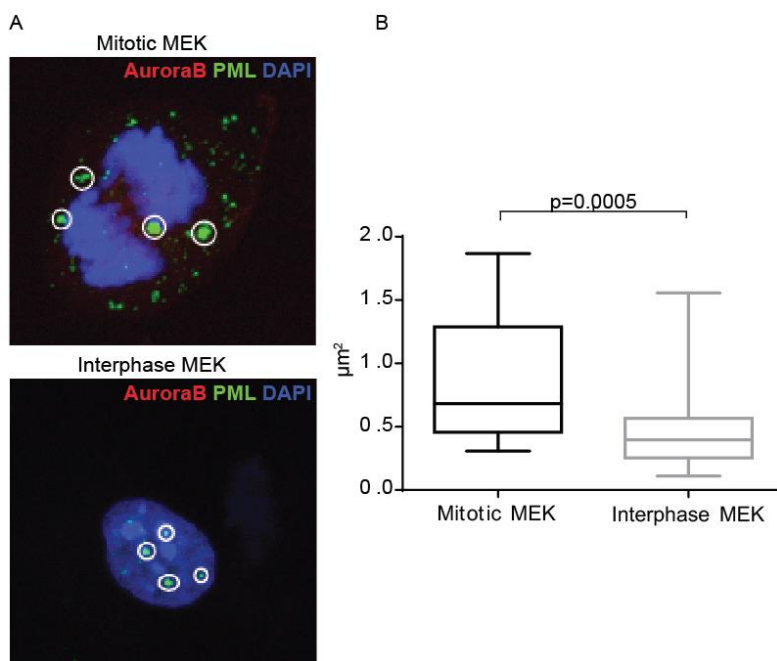 A
Mitotic MEK
AuroraB PML DAPI
Interphase MEK
AuroraB PML DAPI
B
p=0.0005
2.0
1.5
1.0
0.5
0.0
µm²
Mitotic MEK
Interphase MEK